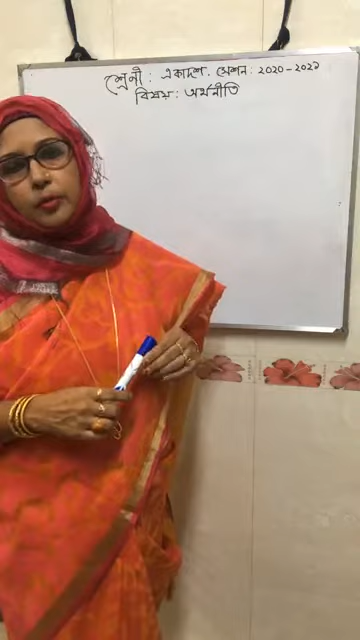 শ্রেণী : একাদশ. সেশন : ২০২০ - ২০২১
বিষয় : অর্থনীতি